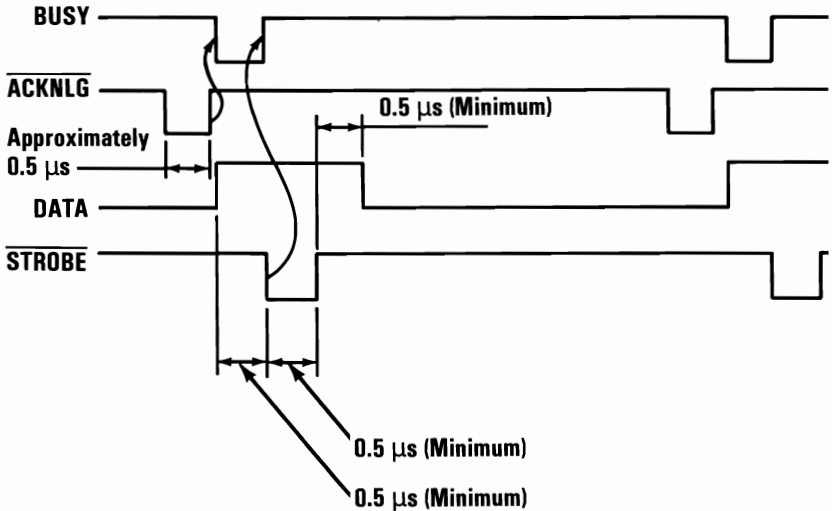 BUSY
ACKNLG
0.5 μs (Minimum)
Approximately
0.5 μs
DATA
STROBE
0.5 μs (Minimum)
0.5 μs (Minimum)